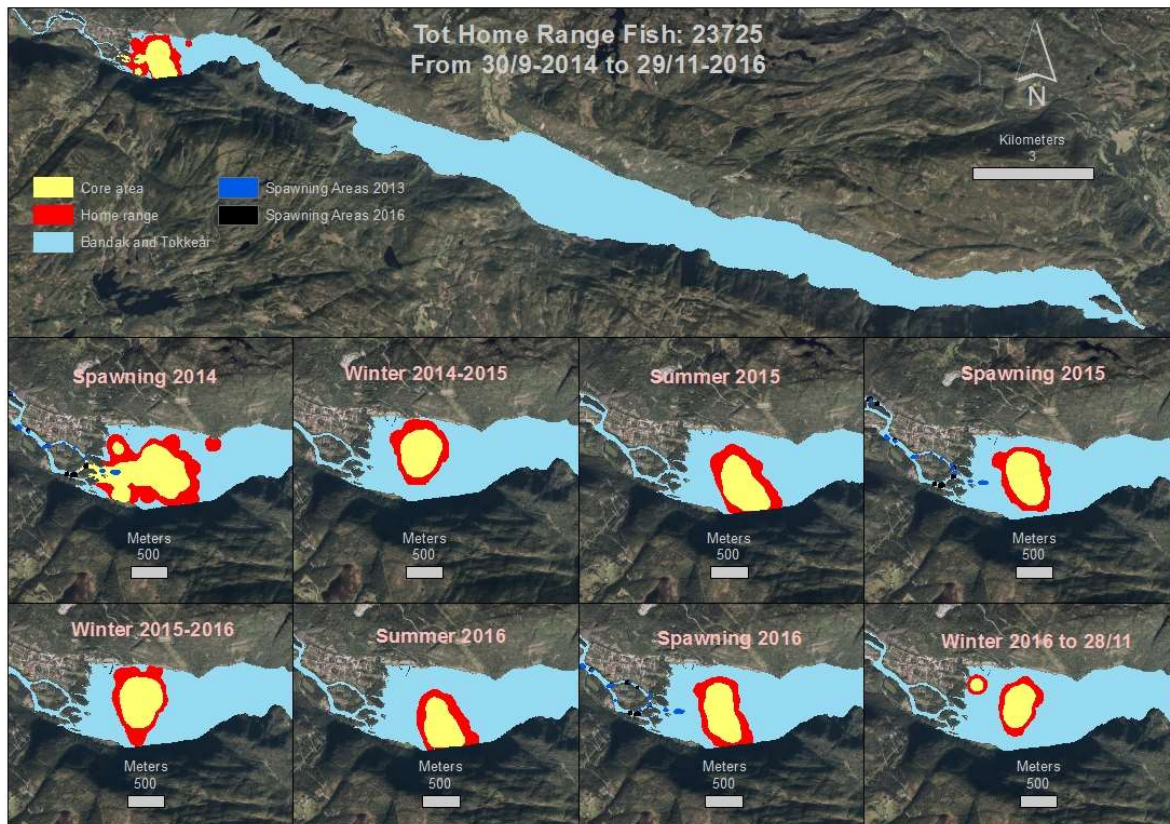 Tot Home Range Fish: 23725
From 30/9-2014 to 29/11-2016
N
Kilometers
3
Core area
Spawning Areas 2013
Home range
Spawning Areas 2016
Bandak and Tokkeår
Spawning 2014
Winter 2014-2015
Summer 2015
Spawning 2015
Meters
500
Meters
500
Meters
500
Meters
500
Winter 2015-2016
Summer 2016
Spawning 2016
Winter 2016 to 28/11
Meters
500
Meters
500
Meters
500
Meters
500